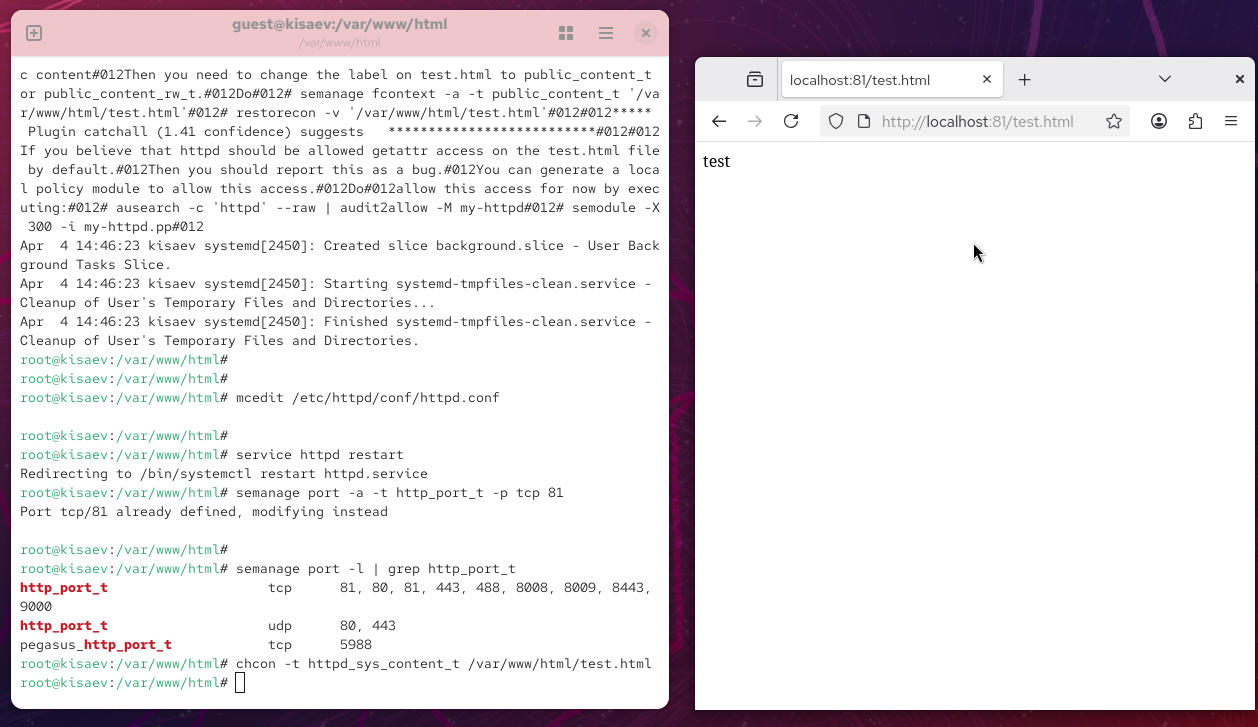 guest@kisaev:/var/www/html
/var/www/html
c content#012Then you need to change the label on test.html to public_content_t
or public_content_rw_t.#012Do#012# semanage fcontext -a -t public_content_t '/va
r/www/html/test.html'#012# restorecon -v '/var/www/html/test.html'#012#012*****
 Plugin catchall (1.41 confidence) suggests   **************************#012#012
If you believe that httpd should be allowed getattr access on the test.html file
 by default.#012Then you should report this as a bug.#012You can generate a loca
l policy module to allow this access.#012Do#012allow this access for now by exec
uting:#012# ausearch -c 'httpd' --raw | audit2allow -M my-httpd#012# semodule -X
 300 -i my-httpd.pp#012
Apr  4 14:46:23 kisaev systemd[2450]: Created slice background.slice - User Back
ground Tasks Slice.
Apr  4 14:46:23 kisaev systemd[2450]: Starting systemd-tmpfiles-clean.service -
Cleanup of User's Temporary Files and Directories...
Apr  4 14:46:23 kisaev systemd[2450]: Finished systemd-tmpfiles-clean.service -
Cleanup of User's Temporary Files and Directories.
root@kisaev:/var/www/html#
root@kisaev:/var/www/html#
root@kisaev:/var/www/html# mcedit /etc/httpd/conf/httpd.conf
root@kisaev:/var/www/html#
root@kisaev:/var/www/html# service httpd restart
Redirecting to /bin/systemctl restart httpd.service
root@kisaev:/var/www/html# semanage port -a -t http_port_t -p tcp 81
Port tcp/81 already defined, modifying instead
root@kisaev:/var/www/html#
root@kisaev:/var/www/html# semanage port -l | grep http_port_t
http_port_t                    tcp      81, 80, 81, 443, 488, 8008, 8009, 8443,
9000
http_port_t                    udp      80, 443
pegasus_http_port_t            tcp      5988
root@kisaev:/var/www/html# chcon -t httpd_sys_content_t /var/www/html/test.html
root@kisaev:/var/www/html#
localhost:81/test.html
http://localhost:81/test.html
test